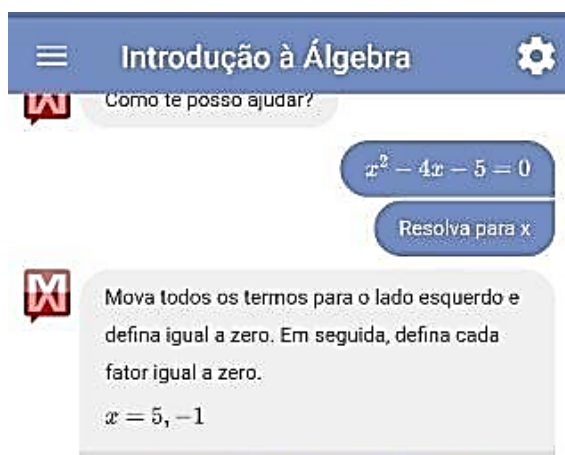 Introdução à Álgebra
Como te posso ajudar?
x² − 4x − 5 = 0
Resolva para x
Mova todos os termos para o lado esquerdo e
defina igual a zero. Em seguida, defina cada
fator igual a zero.
x = 5, −1